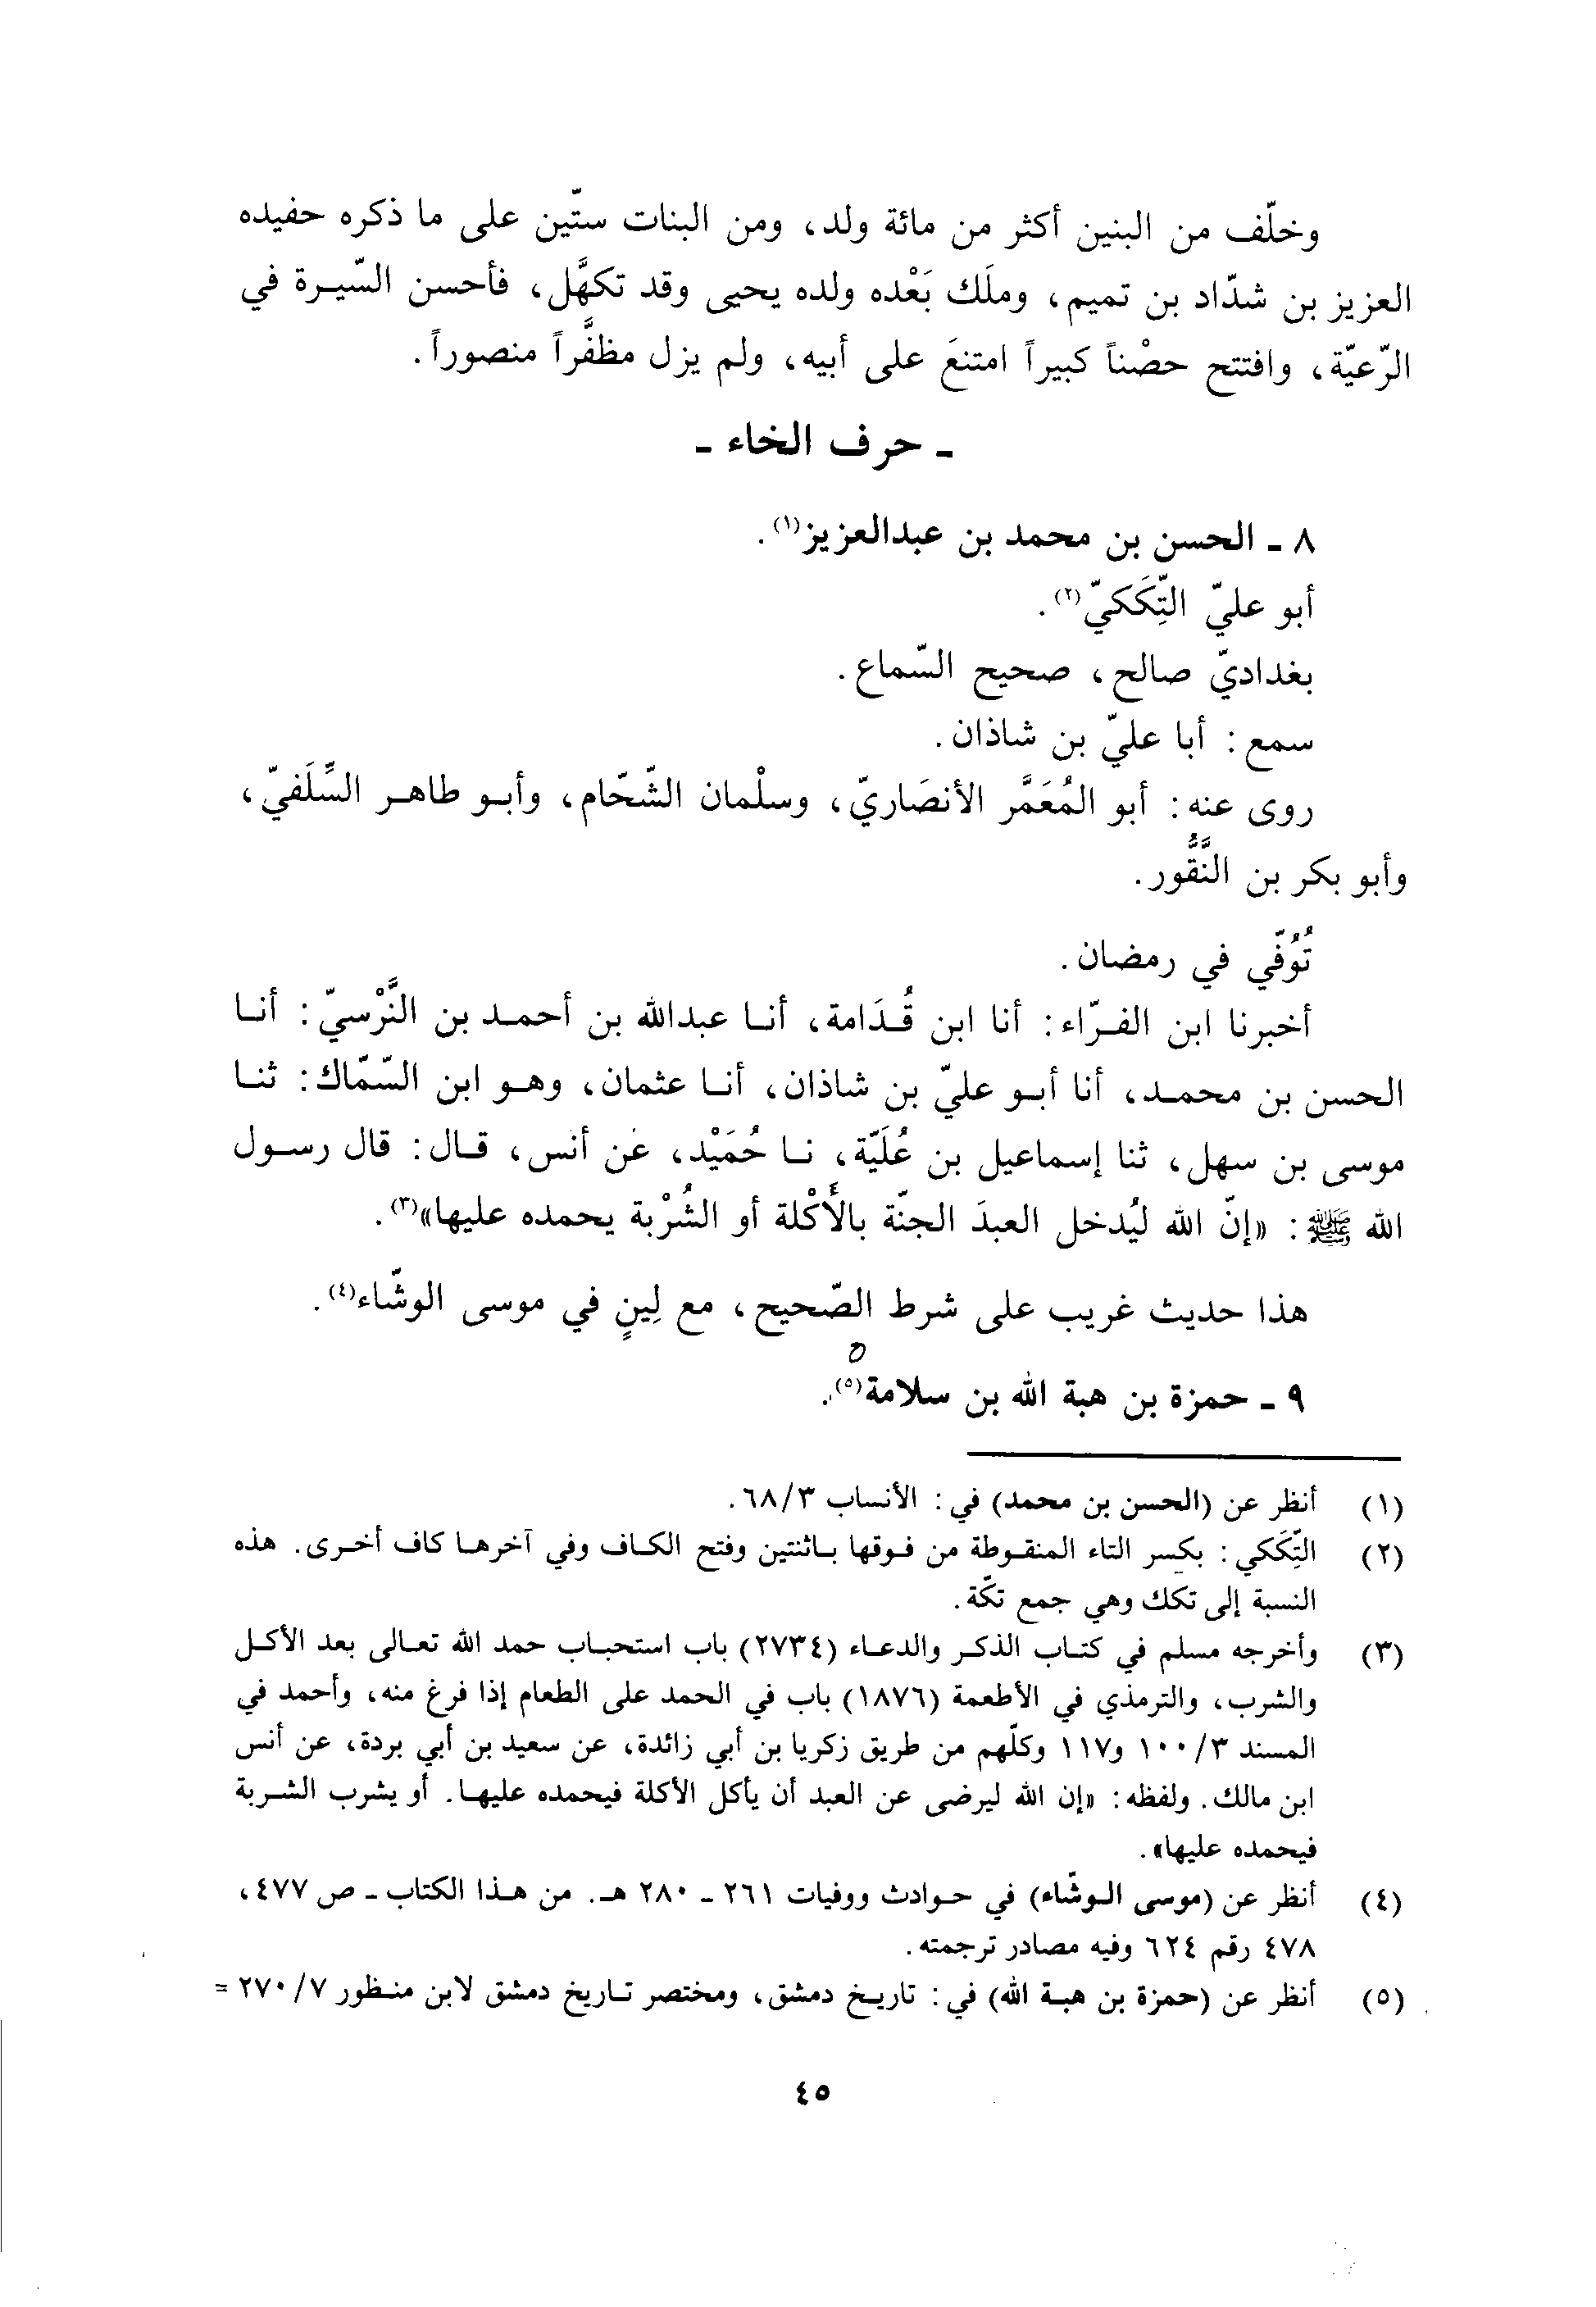 وخلّف من البنين أكثر من مائة ولد، ومن البنات ستّين على ما ذكره حفيده
العزيز بن شدّاد بن تميم، وملَك بَعْده ولده يحيى وقد تكهَّل، فأحسن السّيرة في
الرّعيّة، وافتتح حصْناً كبيراً امتنعَ على أبيه، ولم يزل مظفَّراً منصوراً.
ـ حرف الخاء ـ
٨ ـ الحسن بن محمد بن عبدالعزيز(١).
أبو عليّ التِّكَكيّ(٢).
بغداديّ صالح، صحيح السّماع.
سمع: أبا عليّ بن شاذان.
روى عنه: أبو المُعَمَّر الأنصَاريّ، وسلْمان الشّحّام، وأبو طاهر السِّلَفيّ،
وأبو بكر بن النَّقُّور.
تُوُفّي في رمضان.
أخبرنا ابن الفرّاء: أنا ابن قُدَامة، أنا عبدالله بن أحمد بن النَّرْسيّ: أنا
الحسن بن محمد، أنا أبو عليّ بن شاذان، أنا عثمان، وهو ابن السّمّاك: ثنا
موسى بن سهل، ثنا إسماعيل بن عُلَيّة، نا حُمَيْد، عن أنس، قال: قال رسول
الله ﷺ: «إنّ الله ليُدخل العبدَ الجنّة بالأَكْلة أو الشُرْبة يحمده عليها»(٣).
هذا حديث غريب على شرط الصّحيح، مع لِينٍ في موسى الوشّاء(٤).
٩ ـ حمزة بن هبة الله بن سلامة(٥).
(١) أنظر عن (الحسن بن محمد) في: الأنساب ٦٨/٣.
(٢) التِّكَكي: بكسر التاء المنقوطة من فوقها باثنتين وفتح الكاف وفي آخرها كاف أخرى. هذه
النسبة إلى تكك وهي جمع تكّة.
(٣) وأخرجه مسلم في كتاب الذكر والدعاء (٢٧٣٤) باب استحباب حمد الله تعالى بعد الأكل
والشرب، والترمذي في الأطعمة (١٨٧٦) باب في الحمد على الطعام إذا فرغ منه، وأحمد في
المسند ١٠٠/٣ و١١٧ وكلّهم من طريق زكريا بن أبي زائدة، عن سعيد بن أبي بردة، عن أنس
ابن مالك. ولفظه: «إن الله ليرضى عن العبد أن يأكل الأكلة فيحمده عليها. أو يشرب الشربة
فيحمده عليها».
(٤) أنظر عن (موسى الوشّاء) في حوادث ووفيات ٢٦١ ـ ٢٨٠ هـ. من هذا الكتاب ـ ص ٤٧٧،
٤٧٨ رقم ٦٢٤ وفيه مصادر ترجمته.
(٥) أنظر عن (حمزة بن هبة الله) في: تاريخ دمشق، ومختصر تاريخ دمشق لابن منظور ٢٧٠/٧ =
٤٥